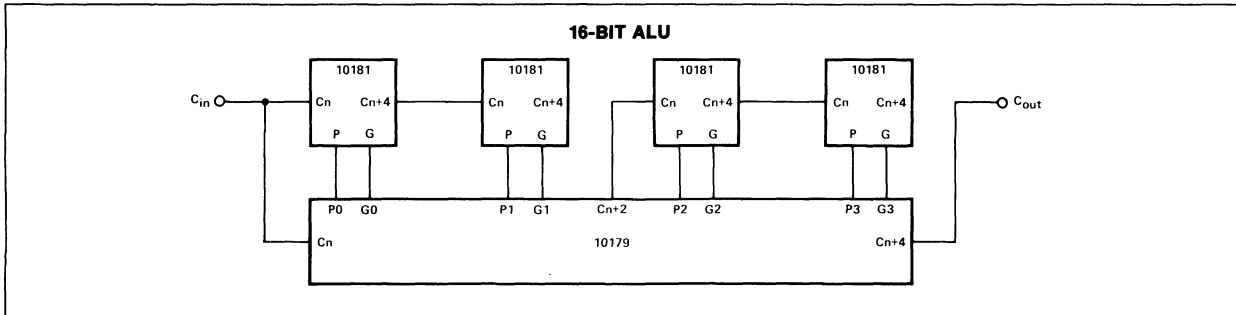 16-BIT ALU
10181 10181 10181 10181
Cin Cn Cn+4 Cn Cn+4 Cn Cn+4 Cn Cn+4 Cout
P G P G P G P G
P0 G0 P1 G1 Cn+2 P2 G2 P3 G3
Cn 10179 Cn+4